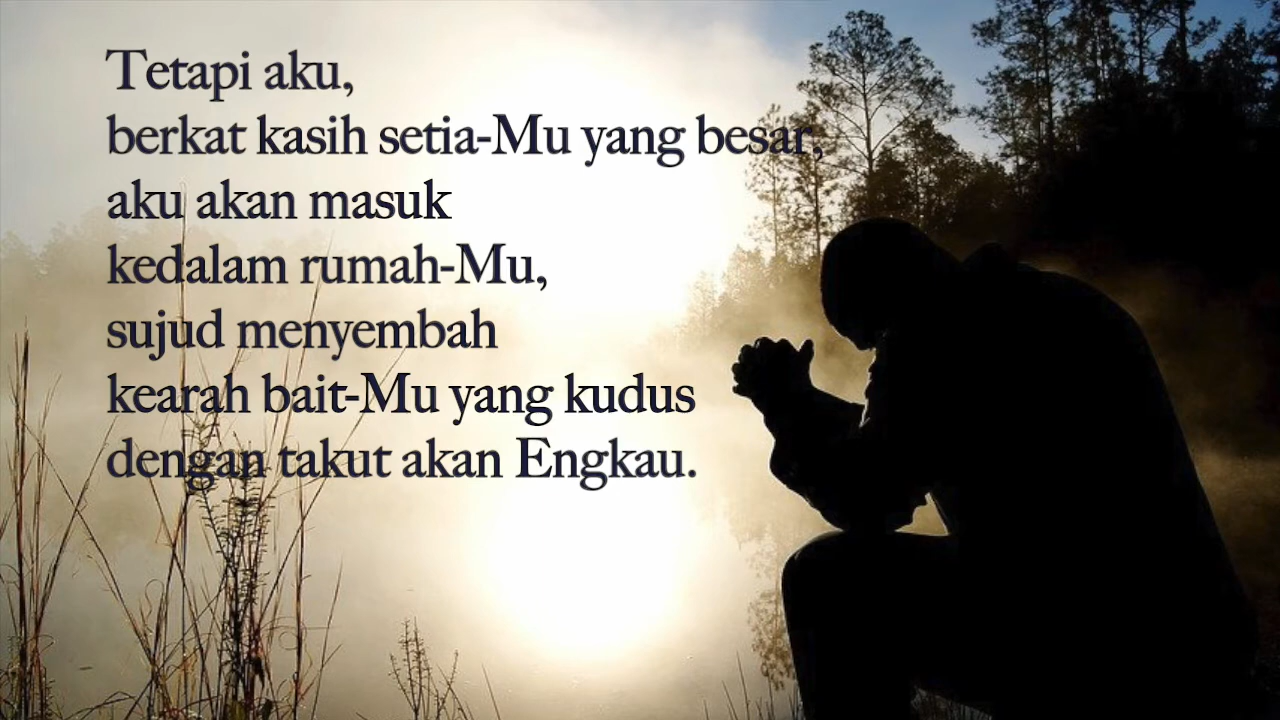 Tetapi aku,
berkat kasih setia-Mu yang besar,
aku akan masuk
kedalam rumah-Mu,
sujud menyembah
kearah bait-Mu yang kudus
dengan takut akan Engkau.